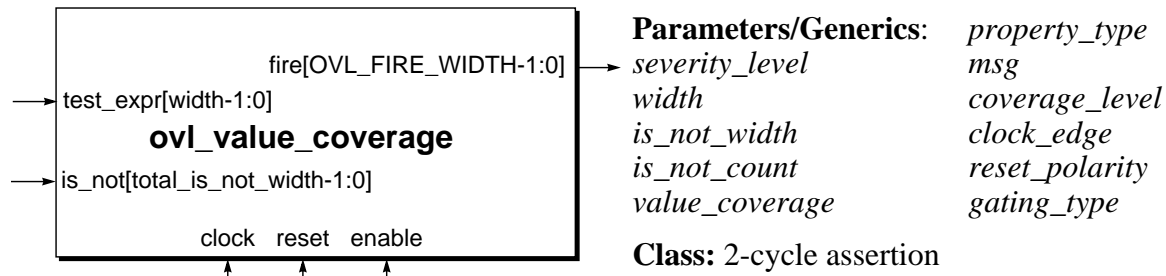 fire[OVL_FIRE_WIDTH-1:0]
test_expr[width-1:0]
ovl_value_coverage
is_not[total_is_not_width-1:0]
clock reset enable
Parameters/Generics: property_type
severity_level msg
width coverage_level
is_not_width clock_edge
is_not_count reset_polarity
value_coverage gating_type
Class: 2-cycle assertion